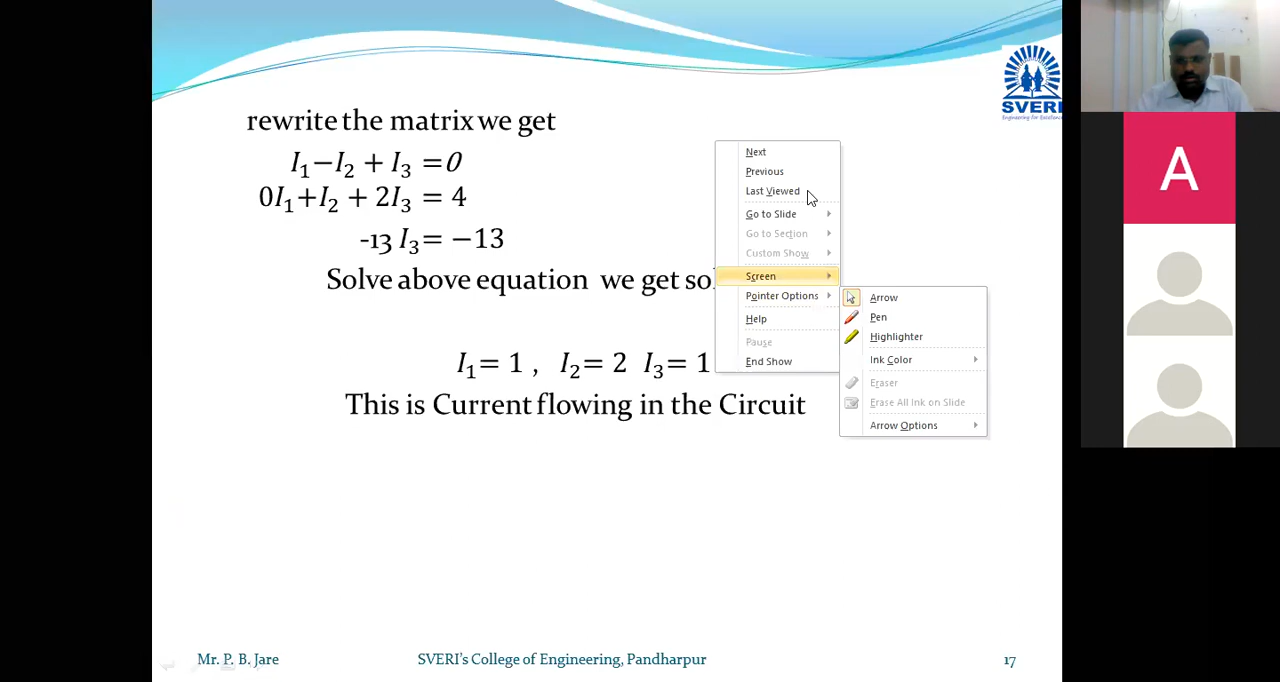 SVERI
Engineering for Excellence
rewrite the matrix we get
I₁−I₂ + I₃ =0
0I₁+I₂ + 2I₃ = 4
-13 I₃= −13
Solve above equation we get so
I₁= 1 , I₂= 2 I₃= 1
This is Current flowing in the Circuit
Next
Previous
Last Viewed
Go to Slide
Go to Section
Custom Show
Screen
Pointer Options
Help
Pause
End Show
Arrow
Pen
Highlighter
Ink Color
Eraser
Erase All Ink on Slide
Arrow Options
A
Mr. P. B. Jare
SVERI's College of Engineering, Pandharpur
17